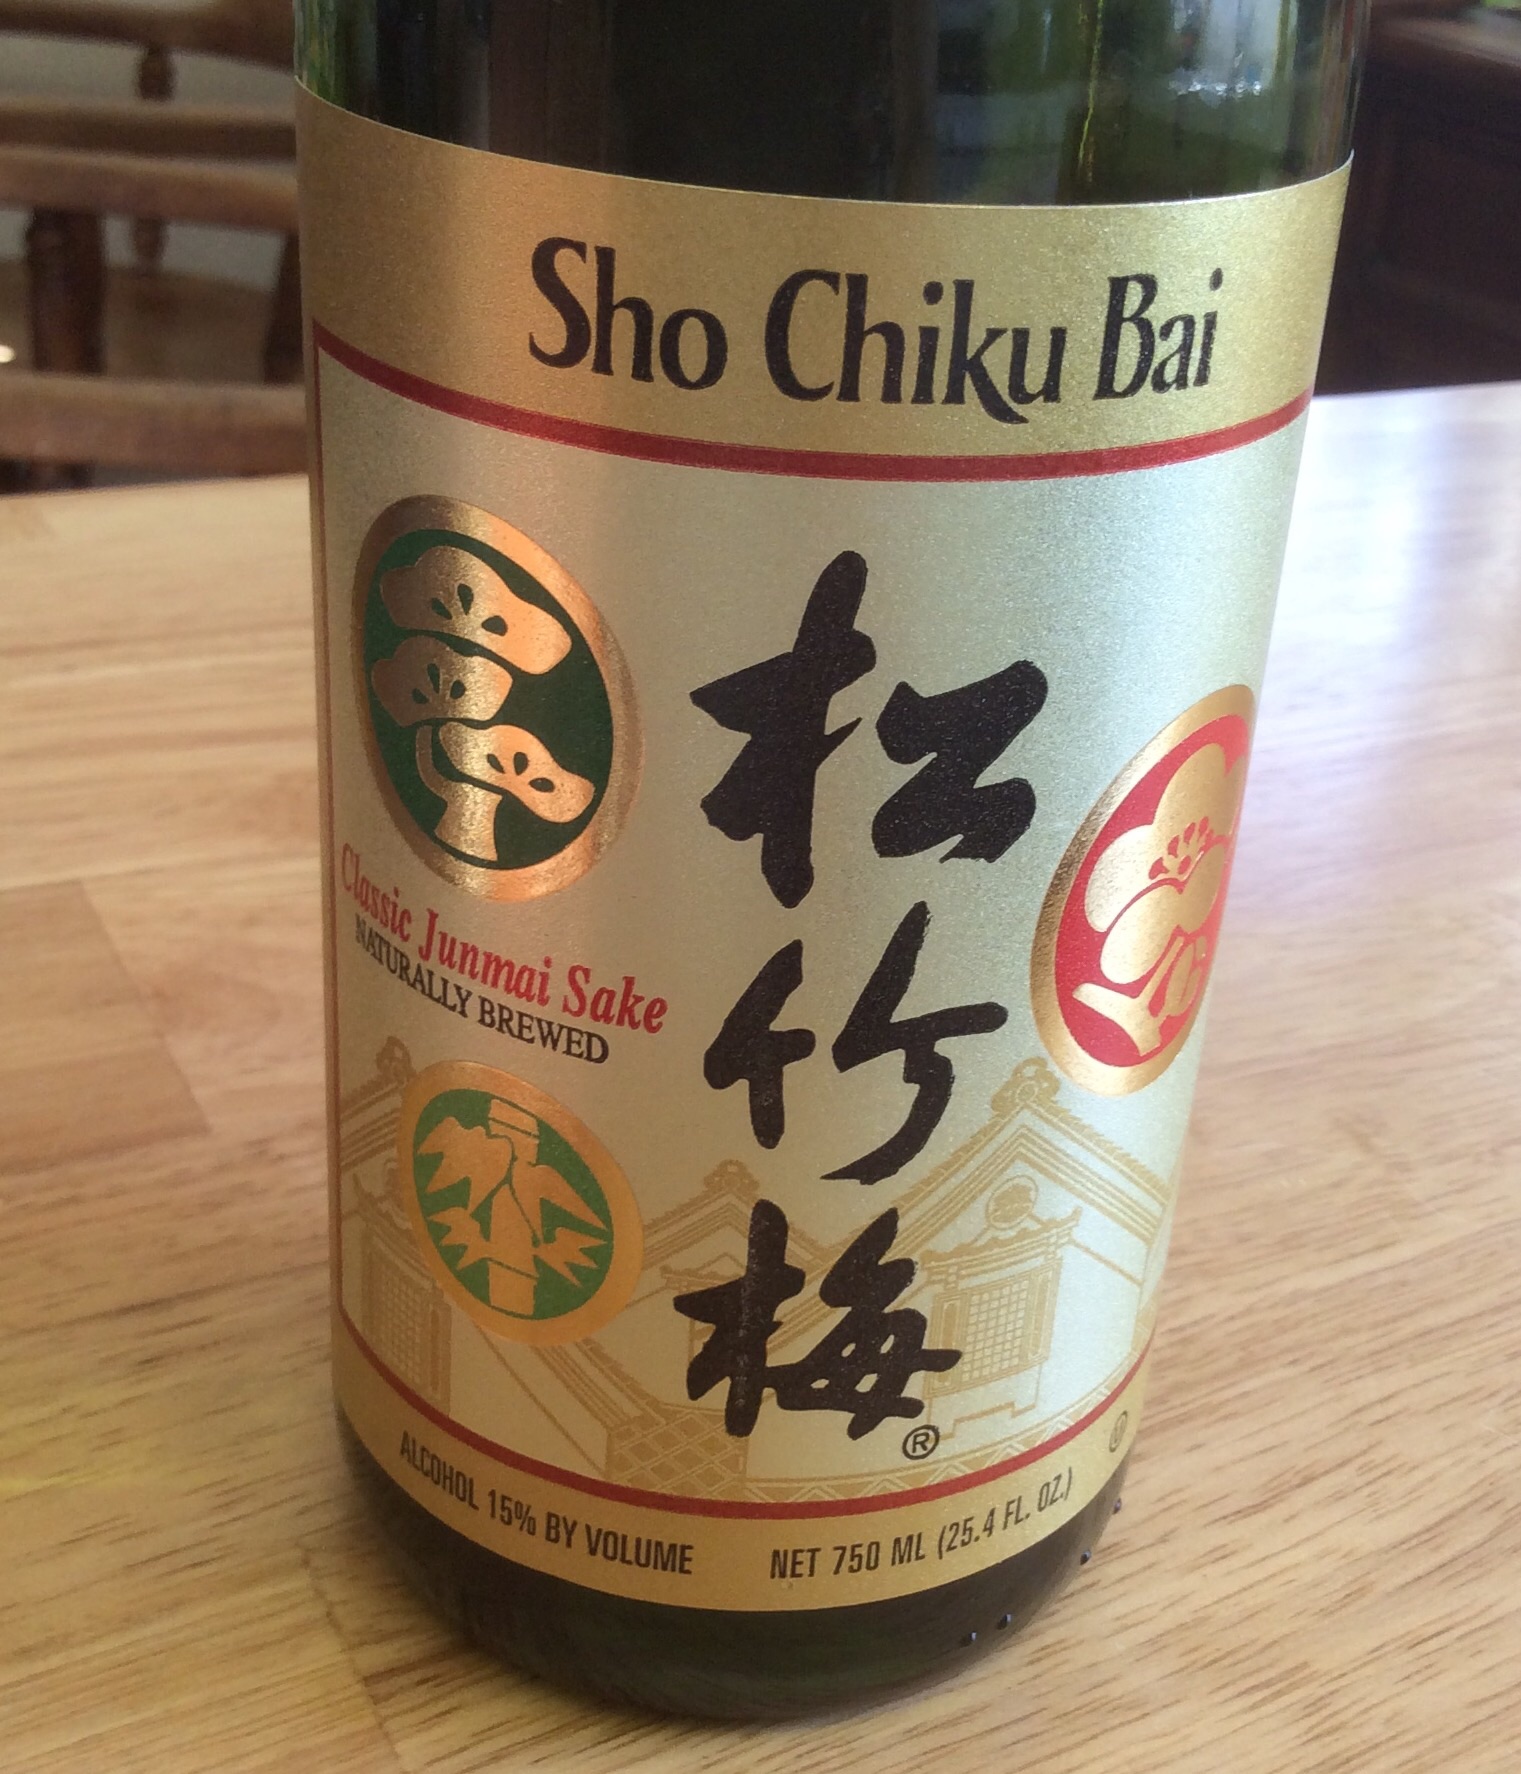 Sho Chiku Bai
松
竹
梅
®
Classic Junmai Sake
NATURALLY BREWED
ALCOHOL 15% BY VOLUME
NET 750 ML (25.4 FL. OZ.)